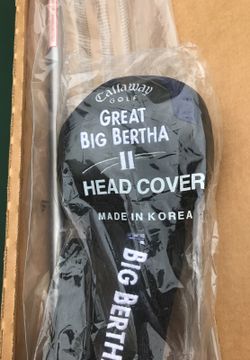 Callaway
GOLF
GREAT
BIG BERTHA
II
HEAD COVER
MADE IN KOREA
BIG BERTHA